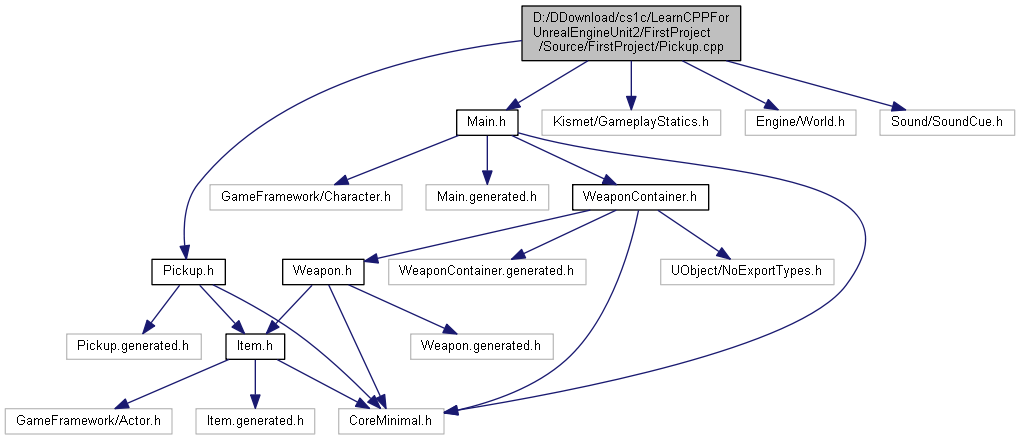 D:/DDownload/cs1c/LearnCPPFor
UnrealEngineUnit2/FirstProject
/Source/FirstProject/Pickup.cpp
Main.h
Kismet/GameplayStatics.h
Engine/World.h
Sound/SoundCue.h
GameFramework/Character.h
Main.generated.h
WeaponContainer.h
Pickup.h
Weapon.h
WeaponContainer.generated.h
UObject/NoExportTypes.h
Pickup.generated.h
Item.h
Weapon.generated.h
GameFramework/Actor.h
Item.generated.h
CoreMinimal.h